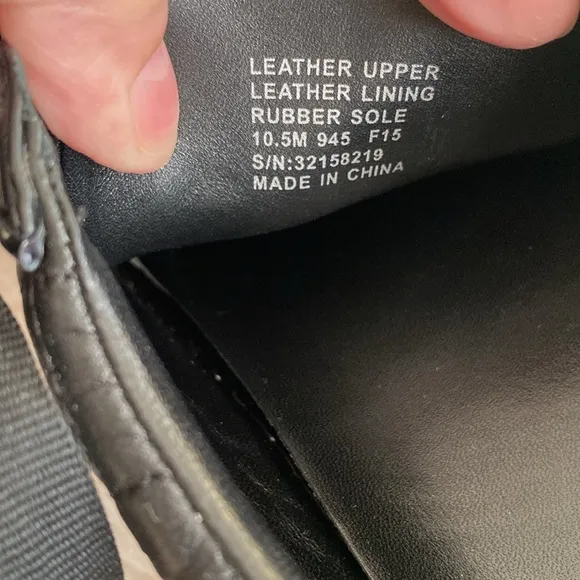 LEATHER UPPER
LEATHER LINING
RUBBER SOLE
10.5M 945 F15
S/N:32158219
MADE IN CHINA